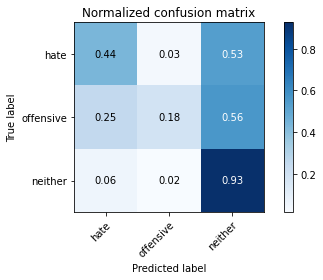 Normalized confusion matrix
True label
hate
0.44 0.03 0.53
offensive
0.25 0.18 0.56
neither
0.06 0.02 0.93
hate
offensive
neither
Predicted label
0.8
0.6
0.4
0.2